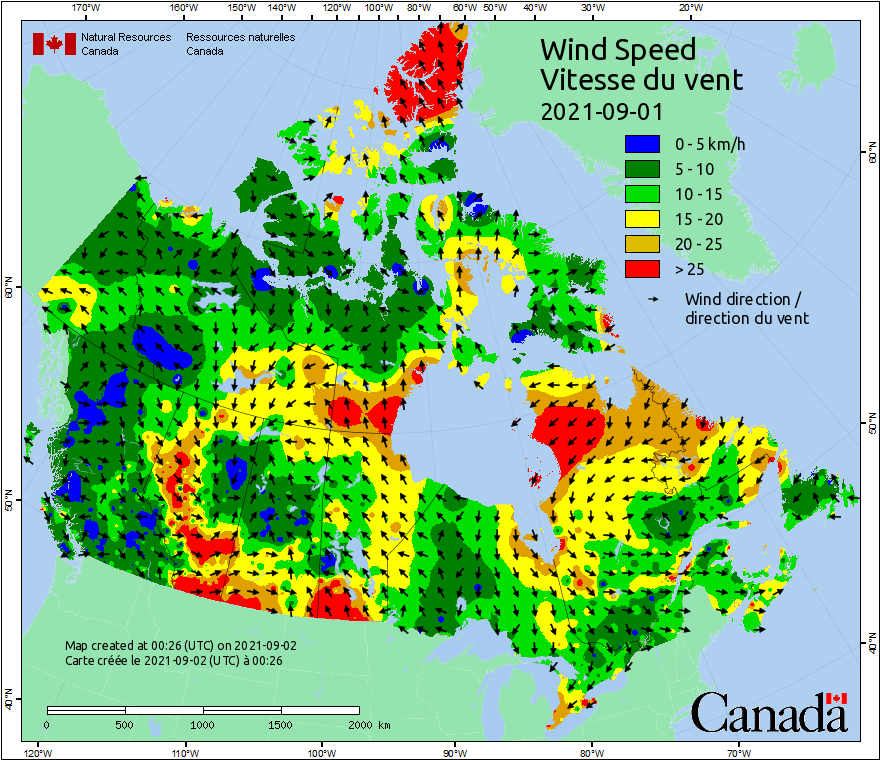 170°W 160°W 150°W 140°W 130°W 120°W 110°W 100°W 80°W 60°W 50°W 40°W 30°W 20°W
Natural Resources Canada
Ressources naturelles Canada
Wind Speed
Vitesse du vent
2021-09-01
0 - 5 km/h
5 - 10
10 - 15
15 - 20
20 - 25
> 25
Wind direction /
direction du vent
60°N
50°N
40°N
60°N
50°N
40°N
Map created at 00:26 (UTC) on 2021-09-02
Carte créée le 2021-09-02 (UTC) à 00:26
0 500 1000 1500 2000 km
Canada
120°W 110°W 100°W 90°W 80°W 70°W